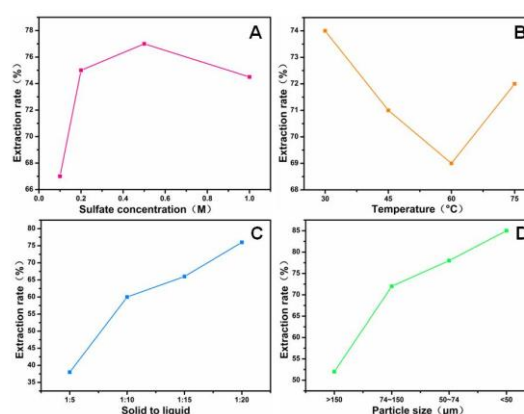 A
Extraction rate (%)
78
76
74
72
70
68
66
0.0 0.2 0.4 0.6 0.8 1.0
Sulfate concentration (M)
B
Extraction rate (%)
74
73
72
71
70
69
68
30 45 60 75
Temperature (°C)
C
Extraction rate (%)
80
75
70
65
60
55
50
45
40
35
1:5 1:10 1:15 1:20
Solid to liquid
D
Extraction rate (%)
85
80
75
70
65
60
55
50
>150 74~150 50~74 <50
Particle size (um)